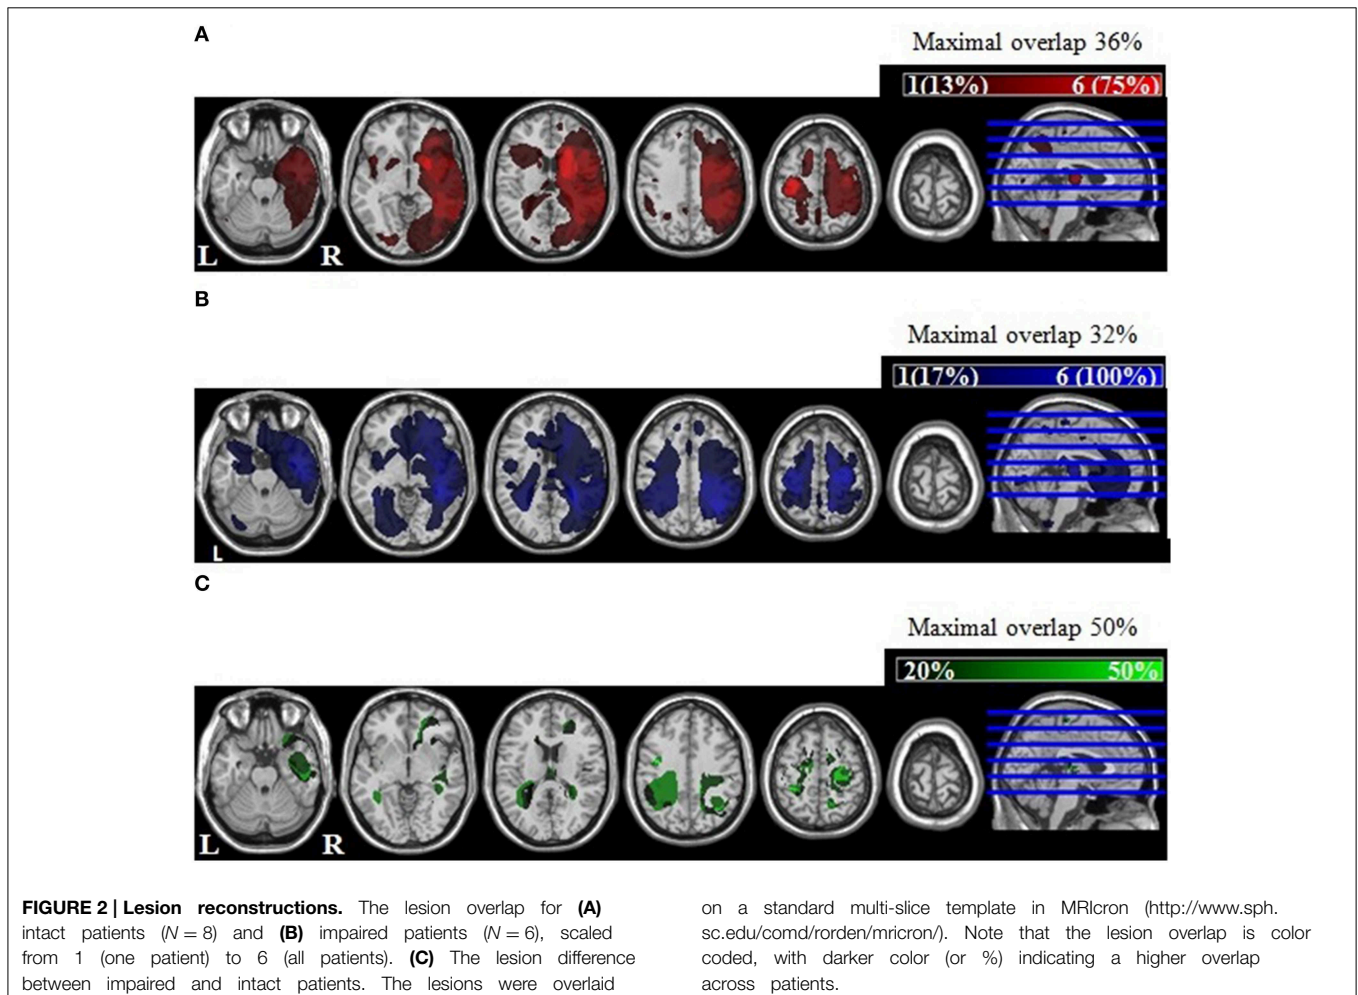 A
Maximal overlap 36%
1(13%) 6 (75%)
L R
B
Maximal overlap 32%
1(17%) 6 (100%)
L
C
Maximal overlap 50%
20% 50%
L R
FIGURE 2 | Lesion reconstructions. The lesion overlap for (A)
intact patients (N = 8) and (B) impaired patients (N = 6), scaled
from 1 (one patient) to 6 (all patients). (C) The lesion difference
between impaired and intact patients. The lesions were overlaid
on a standard multi-slice template in MRIcron (http://www.sph.
sc.edu/comd/rorden/mricron/). Note that the lesion overlap is color
coded, with darker color (or %) indicating a higher overlap
across patients.